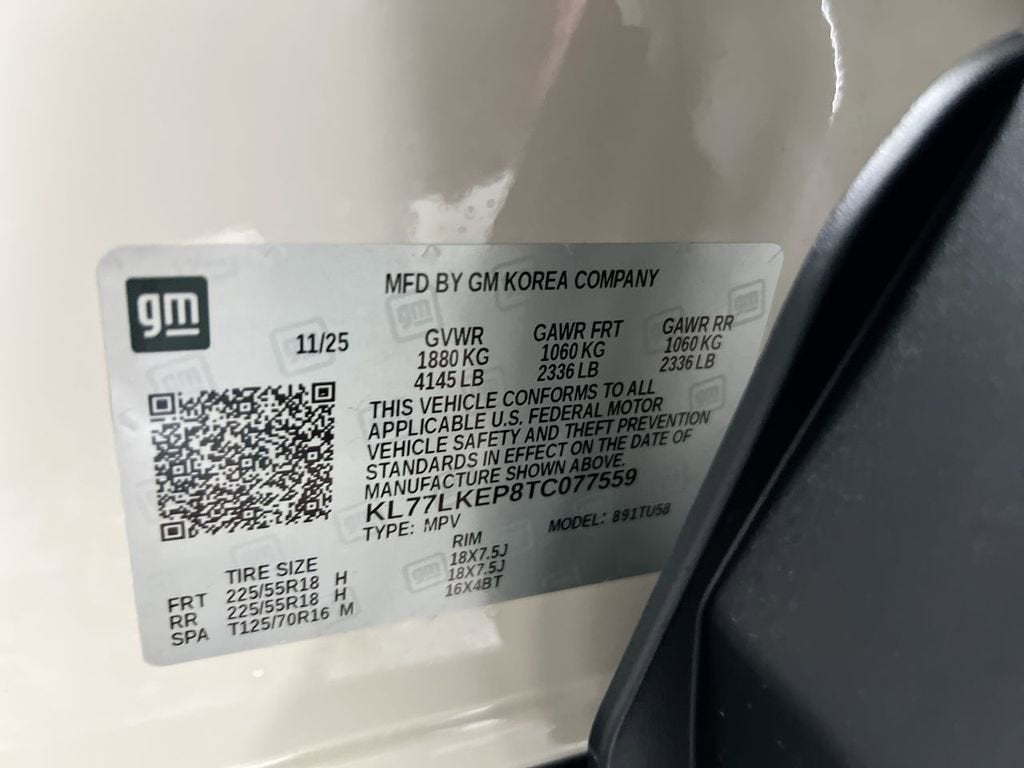 gm
MFD BY GM KOREA COMPANY
11/25 GVWR GAWR FRT GAWR RR
1880 KG 1060 KG 1060 KG
4145 LB 2336 LB 2336 LB
THIS VEHICLE CONFORMS TO ALL
APPLICABLE U.S. FEDERAL MOTOR
VEHICLE SAFETY AND THEFT PREVENTION
STANDARDS IN EFFECT ON THE DATE OF
MANUFACTURE SHOWN ABOVE.
KL77LKEP8TC077559
TYPE: MPV MODEL: B91TU58
TIRE SIZE RIM
FRT 225/55R18 H 18X7.5J
RR 225/55R18 H 18X7.5J
SPA T125/70R16 M 16X4BT